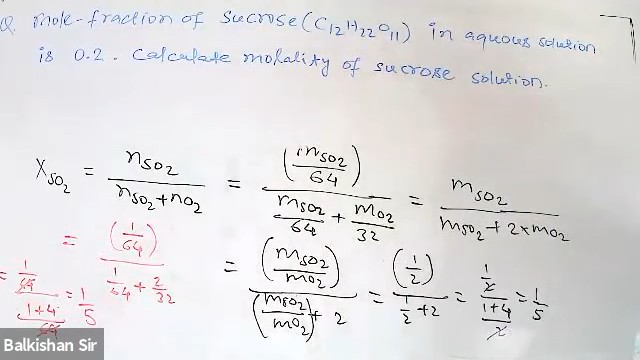 Q. Mole-fraction of sucrose (C12H22O11) in aqueous solution
is 0.2. Calculate molality of sucrose solution.
XSO2 = nSO2 / (nSO2 + nO2) = (mSO2/64) / (mSO2/64 + mO2/32) = mSO2 / (mSO2 + 2×mO2)
= (1/64) / (1/64 + 2/32) = (mSO2/mO2) / ((mSO2/mO2) + 2) = (1/2) / (1/2 + 2) = (1/2) / ((1+4)/2) = 1/5
= (1/64) / ((1+4)/64) = 1/5
Balkishan Sir